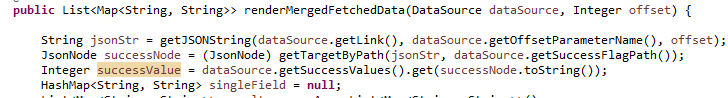 public List<Map<String, String>> renderMergedFetchedData(DataSource dataSource, Integer offset) {
String jsonStr = getJSONString(dataSource.getLink(), dataSource.getOffsetParameterName(), offset);
JsonNode successNode = (JsonNode) getTargetByPath(jsonStr, dataSource.getSuccessFlagPath());
Integer successValue = dataSource.getSuccessValues().get(successNode.toString());
HashMap<String, String> singleField = null;